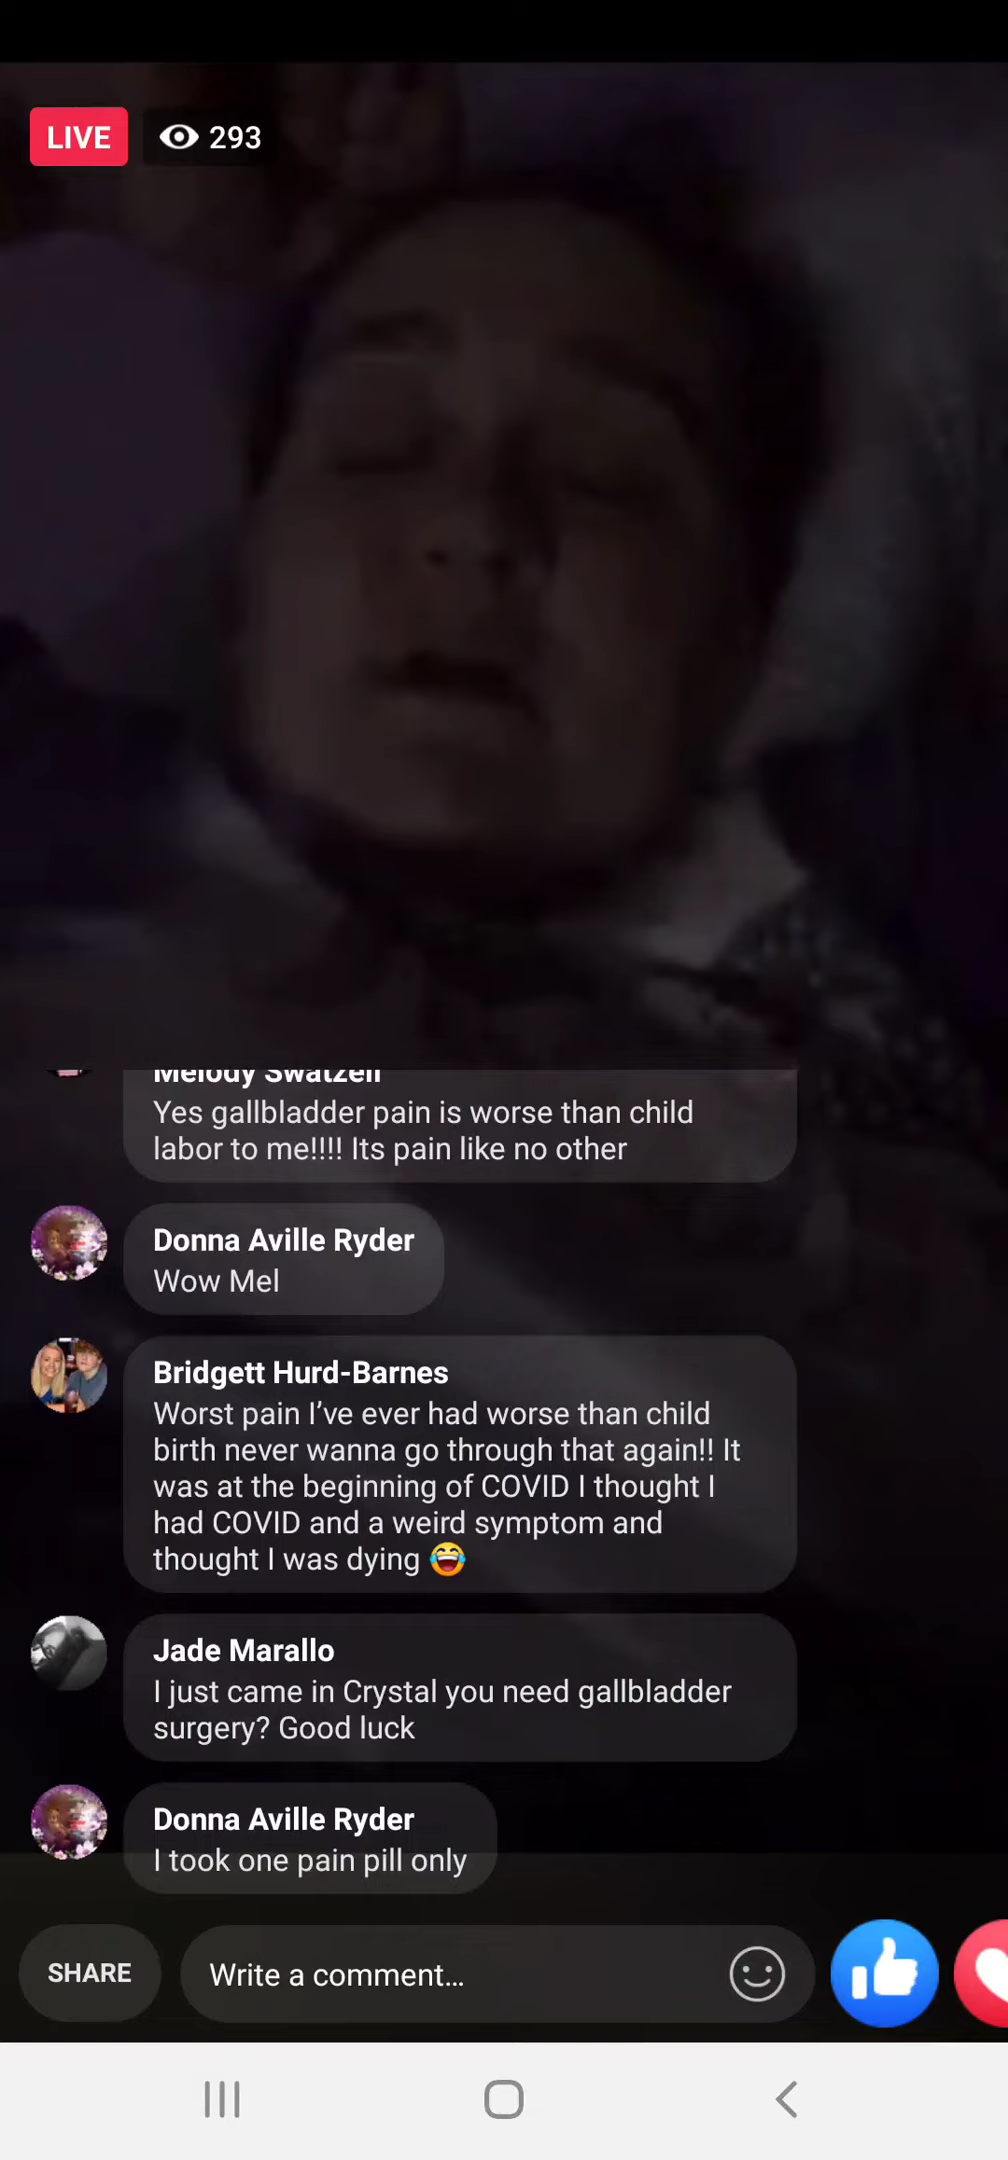 LIVE 293
Melody Swatzell
Yes gallbladder pain is worse than child
labor to me!!!! Its pain like no other
Donna Aville Ryder
Wow Mel
Bridgett Hurd-Barnes
Worst pain I've ever had worse than child
birth never wanna go through that again!! It
was at the beginning of COVID I thought I
had COVID and a weird symptom and
thought I was dying 😂
Jade Marallo
I just came in Crystal you need gallbladder
surgery? Good luck
Donna Aville Ryder
I took one pain pill only
SHARE
Write a comment...